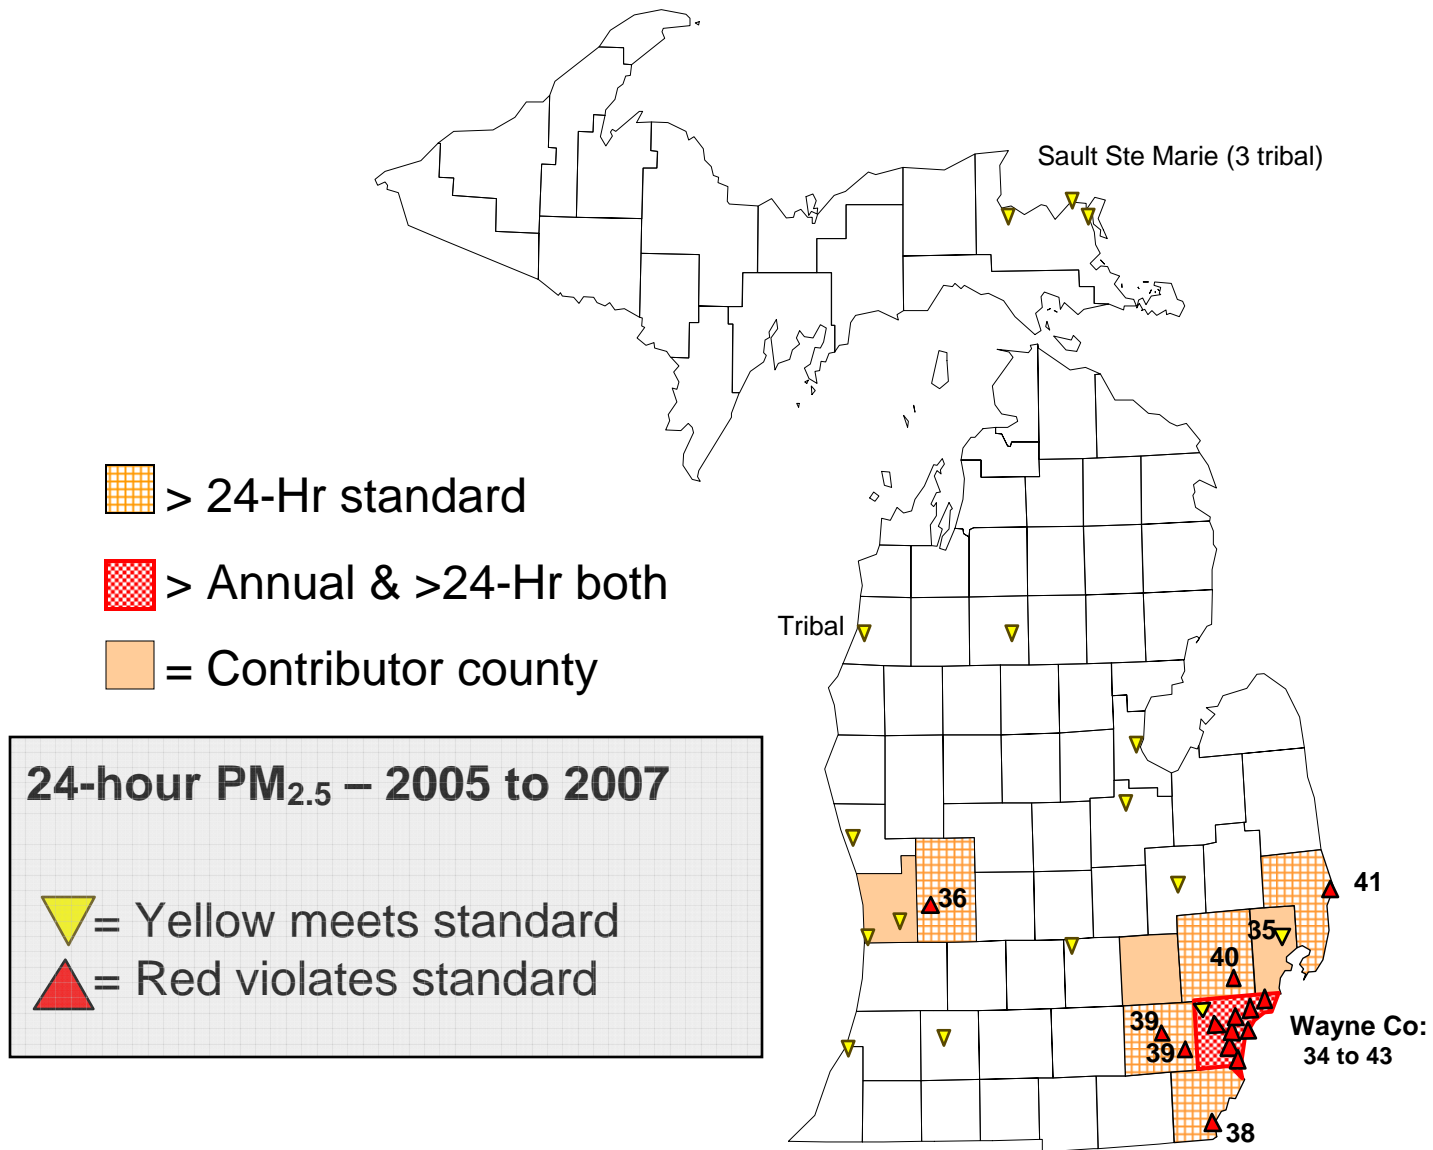 Sault Ste Marie (3 tribal)
> 24-Hr standard
> Annual & >24-Hr both
= Contributor county
Tribal
24-hour PM2.5 – 2005 to 2007
= Yellow meets standard
= Red violates standard
36
41
35
40
39
39
Wayne Co:
34 to 43
38